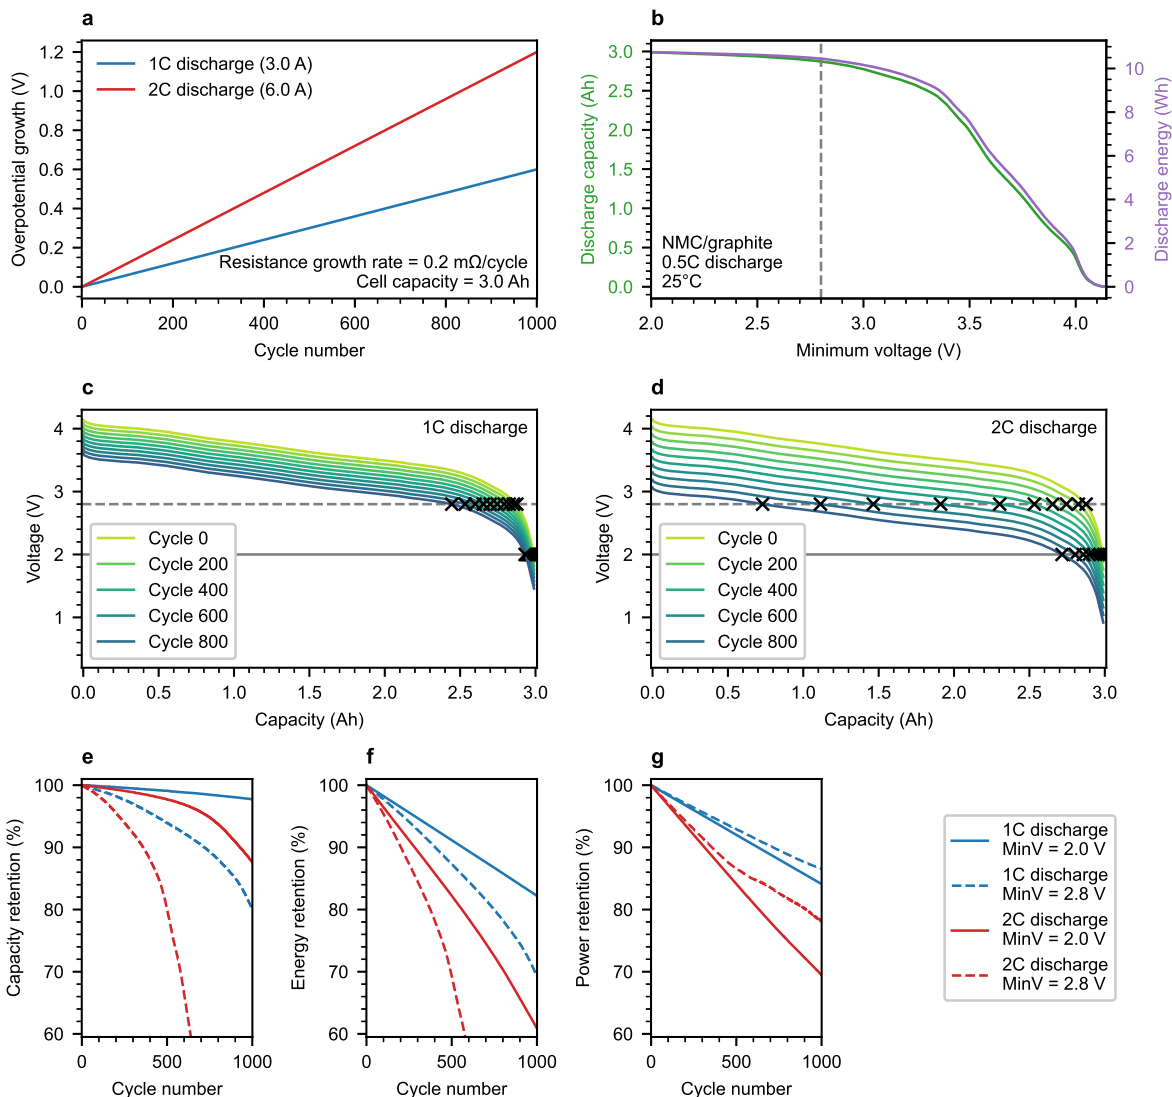 a
1.2
1.0
0.8
0.6
0.4
0.2
0.0
Overpotential growth (V)
1C discharge (3.0 A)
2C discharge (6.0 A)
Resistance growth rate = 0.2 mΩ/cycle
Cell capacity = 3.0 Ah
0 200 400 600 800 1000
Cycle number
b
3.0
2.5
2.0
1.5
1.0
0.5
0.0
Discharge capacity (Ah)
NMC/graphite
0.5C discharge
25°C
10
8
6
4
2
0
Discharge energy (Wh)
2.0 2.5 3.0 3.5 4.0
Minimum voltage (V)
c
4
3
2
1
Voltage (V)
1C discharge
Cycle 0
Cycle 200
Cycle 400
Cycle 600
Cycle 800
0.0 0.5 1.0 1.5 2.0 2.5 3.0
Capacity (Ah)
d
4
3
2
1
Voltage (V)
2C discharge
Cycle 0
Cycle 200
Cycle 400
Cycle 600
Cycle 800
0.0 0.5 1.0 1.5 2.0 2.5 3.0
Capacity (Ah)
e
100
90
80
70
60
Capacity retention (%)
0 500 1000
Cycle number
f
100
90
80
70
60
Energy retention (%)
0 500 1000
Cycle number
g
100
90
80
70
60
Power retention (%)
0 500 1000
Cycle number
1C discharge
MinV = 2.0 V
1C discharge
MinV = 2.8 V
2C discharge
MinV = 2.0 V
2C discharge
MinV = 2.8 V